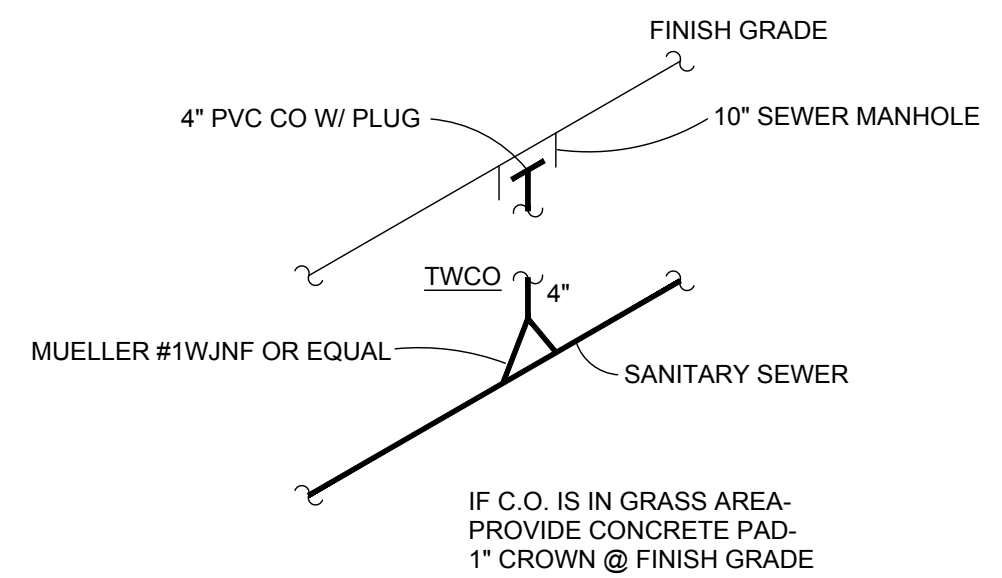 FINISH GRADE
4" PVC CO W/ PLUG
10" SEWER MANHOLE
TWCO
4"
MUELLER #1WJNF OR EQUAL
SANITARY SEWER
IF C.O. IS IN GRASS AREA-
PROVIDE CONCRETE PAD-
1" CROWN @ FINISH GRADE